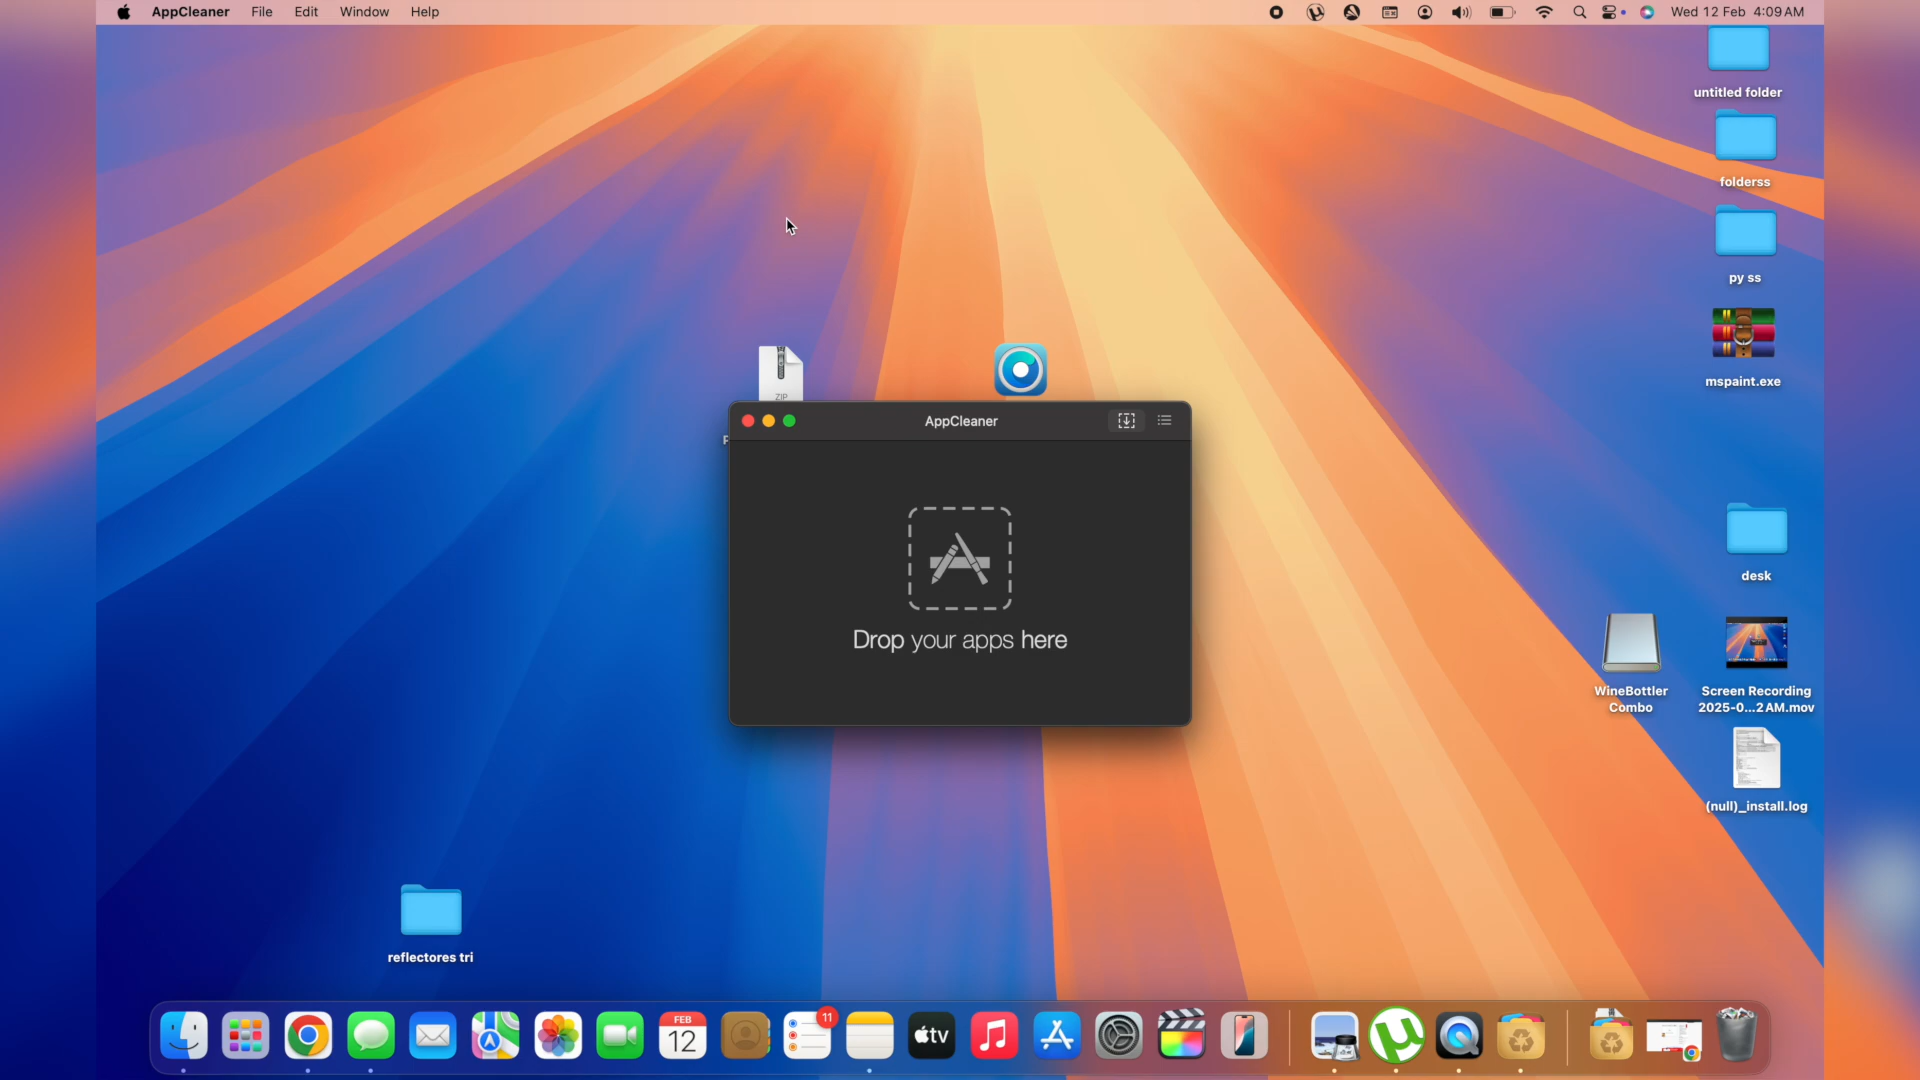 AppCleaner File Edit Window Help Wed 12 Feb 4:09 AM
untitled folder
folderss
py ss
mspaint.exe
ZIP
AppCleaner
Drop your apps here
desk
WineBottler
Combo
Screen Recording
2025-0...2 AM.mov
(null)_install.log
reflectores tri
FEB
12
11
tv